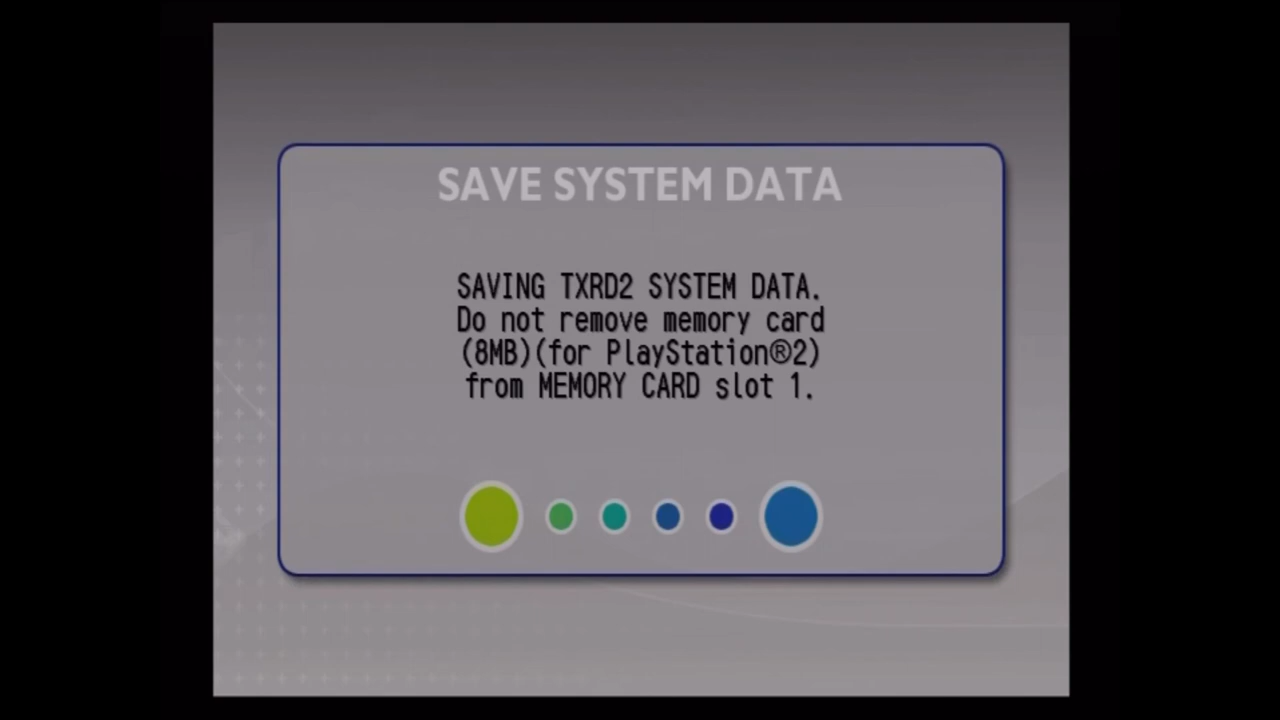 SAVE SYSTEM DATA
SAVING TXRD2 SYSTEM DATA.
Do not remove memory card
(8MB)(for PlayStation®2)
from MEMORY CARD slot 1.